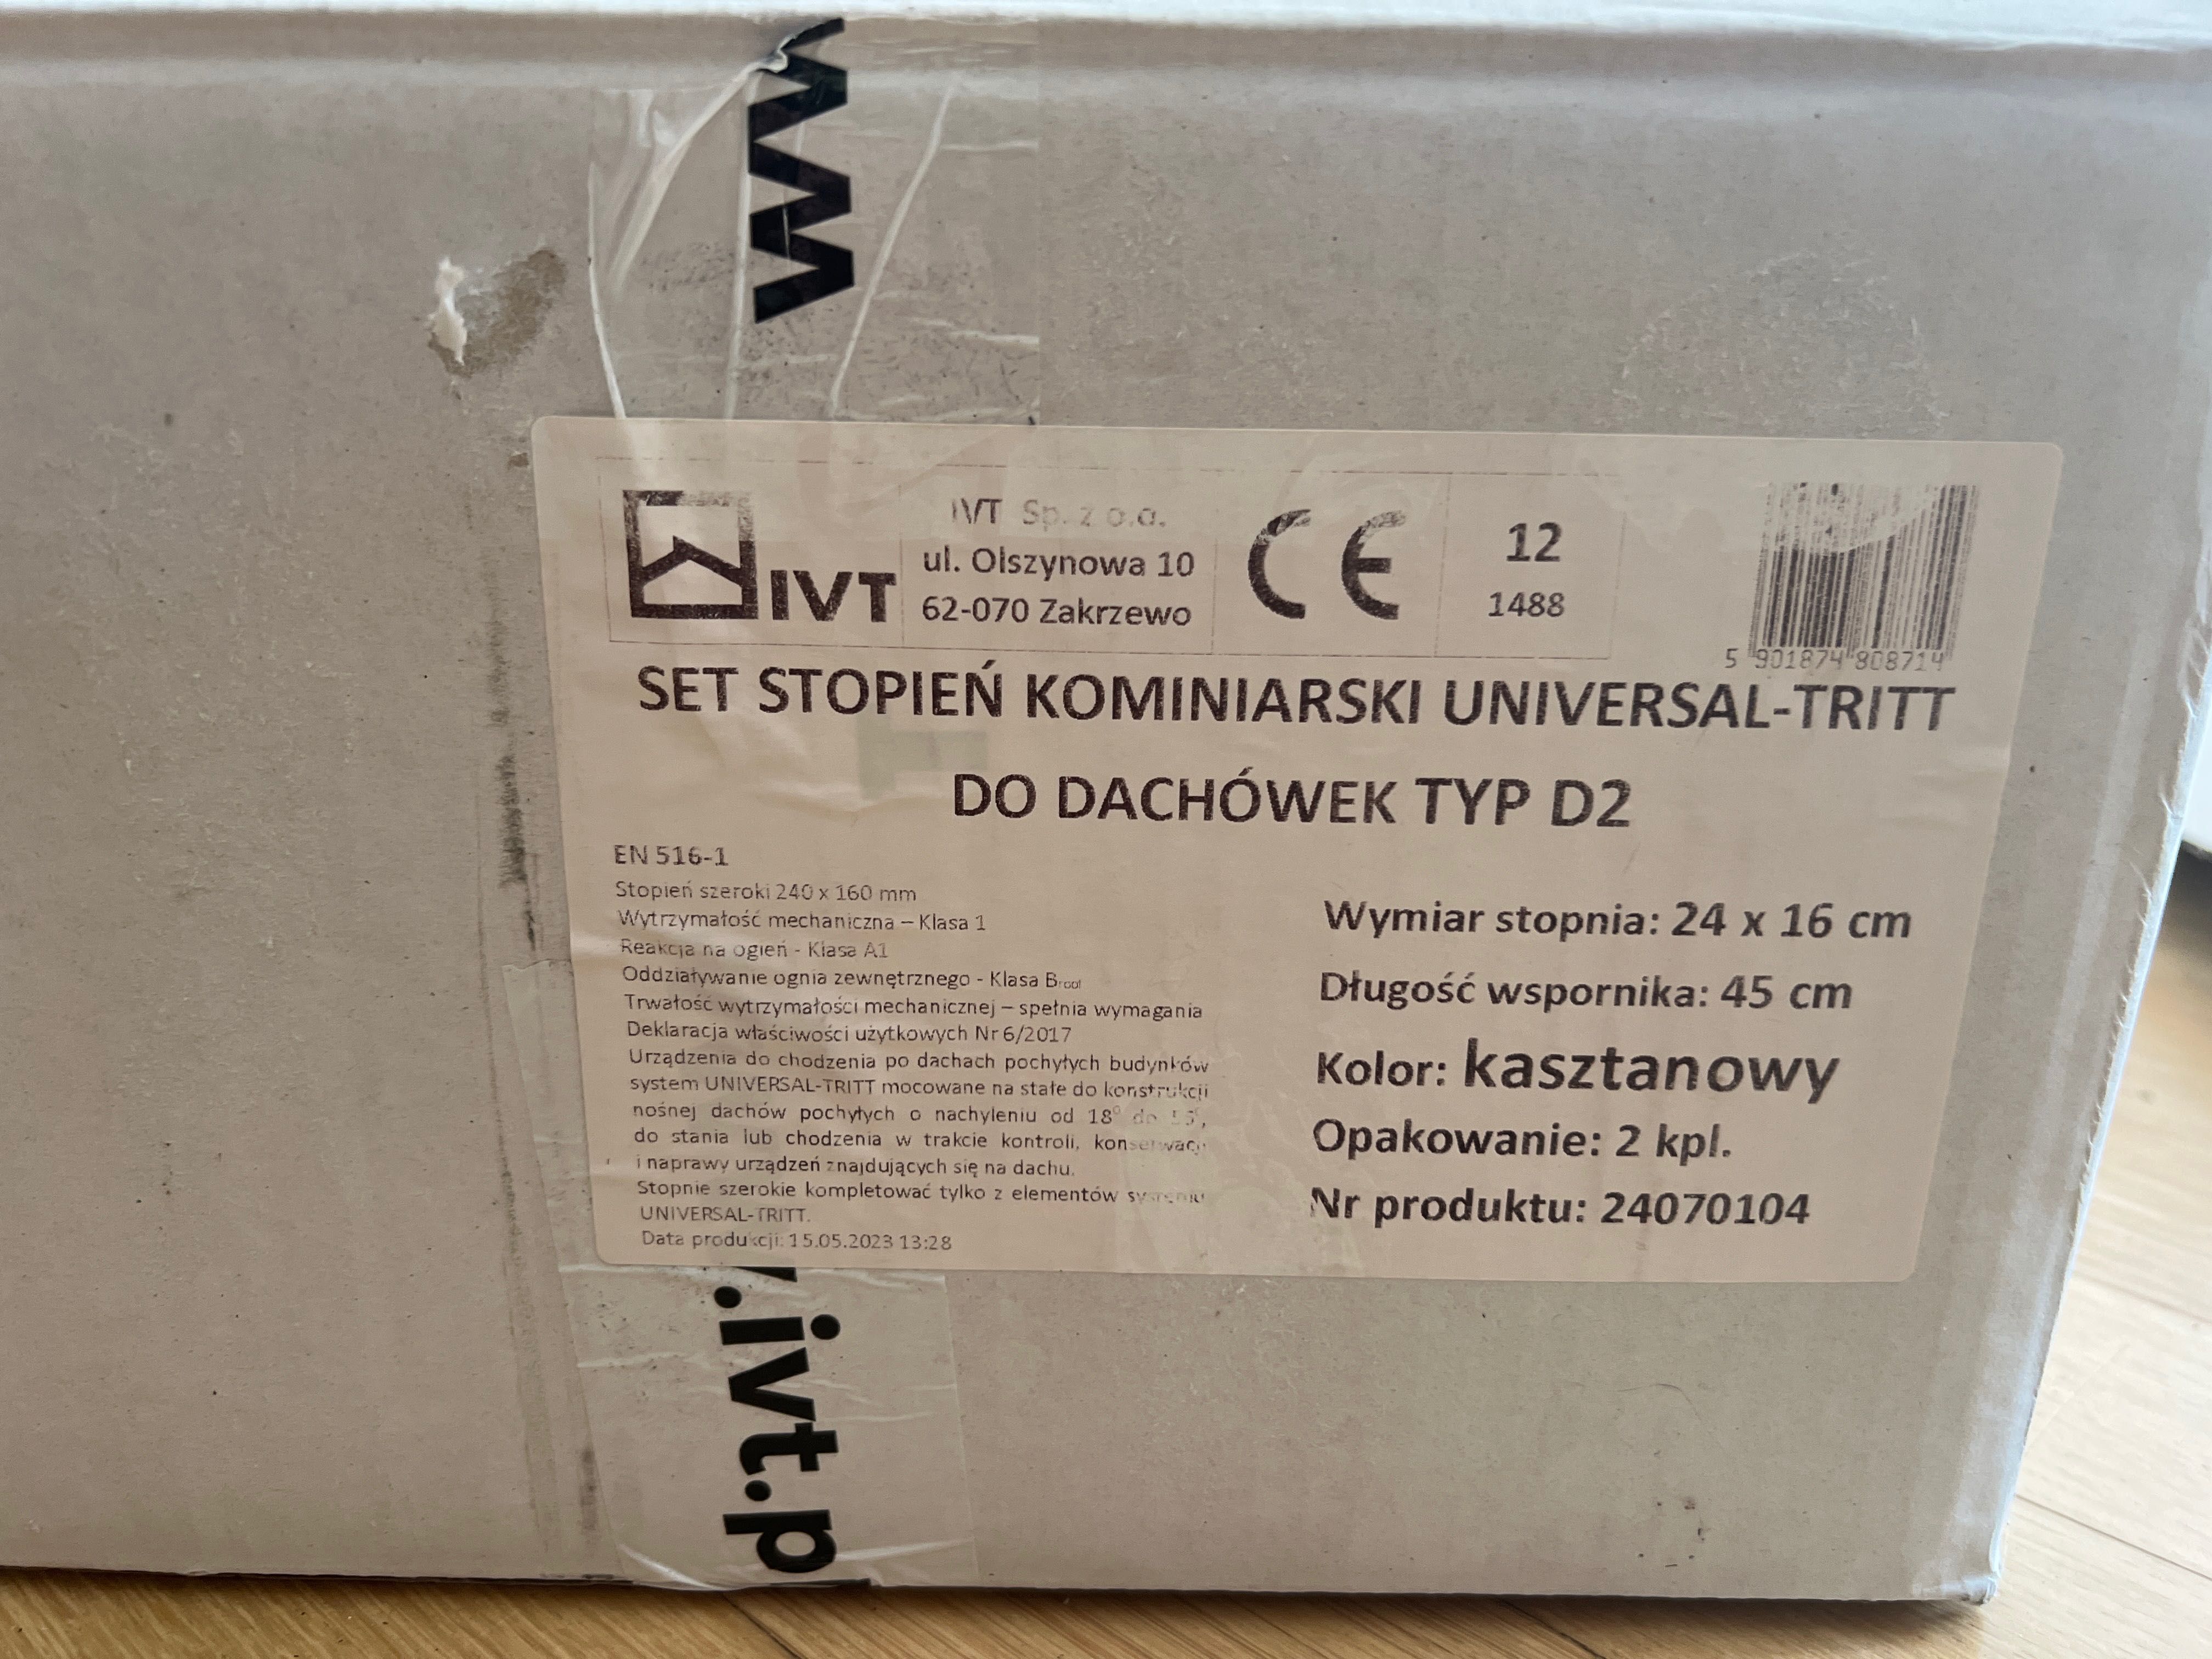 WWW
IVT
IVT Sp. z o.o.
ul. Olszynowa 10
62-070 Zakrzewo
CE
12
1488
5 901874 808714
SET STOPIEŃ KOMINIARSKI UNIVERSAL-TRITT
DO DACHÓWEK TYP D2
EN 516-1
Stopień szeroki 240 x 160 mm
Wytrzymałość mechaniczna – Klasa 1
Reakcja na ogień - Klasa A1
Oddziaływanie ognia zewnętrznego - Klasa Broof
Trwałość wytrzymałości mechanicznej – spełnia wymagania
Deklaracja właściwości użytkowych Nr 6/2017
Urządzenia do chodzenia po dachach pochyłych budynków
system UNIVERSAL-TRITT mocowane na stałe do konstrukcji
nośnej dachów pochyłych o nachyleniu od 18° do
do stania lub chodzenia w trakcie kontroli, konserwacji
i naprawy urządzeń znajdujących się na dachu.
Stopnie szerokie kompletować tylko z elementów systemu
UNIVERSAL-TRITT.
Data produkcji: 15.05.2023 13:28
Wymiar stopnia: 24 x 16 cm
Długość wspornika: 45 cm
Kolor: kasztanowy
Opakowanie: 2 kpl.
Nr produktu: 24070104
.ivt.p